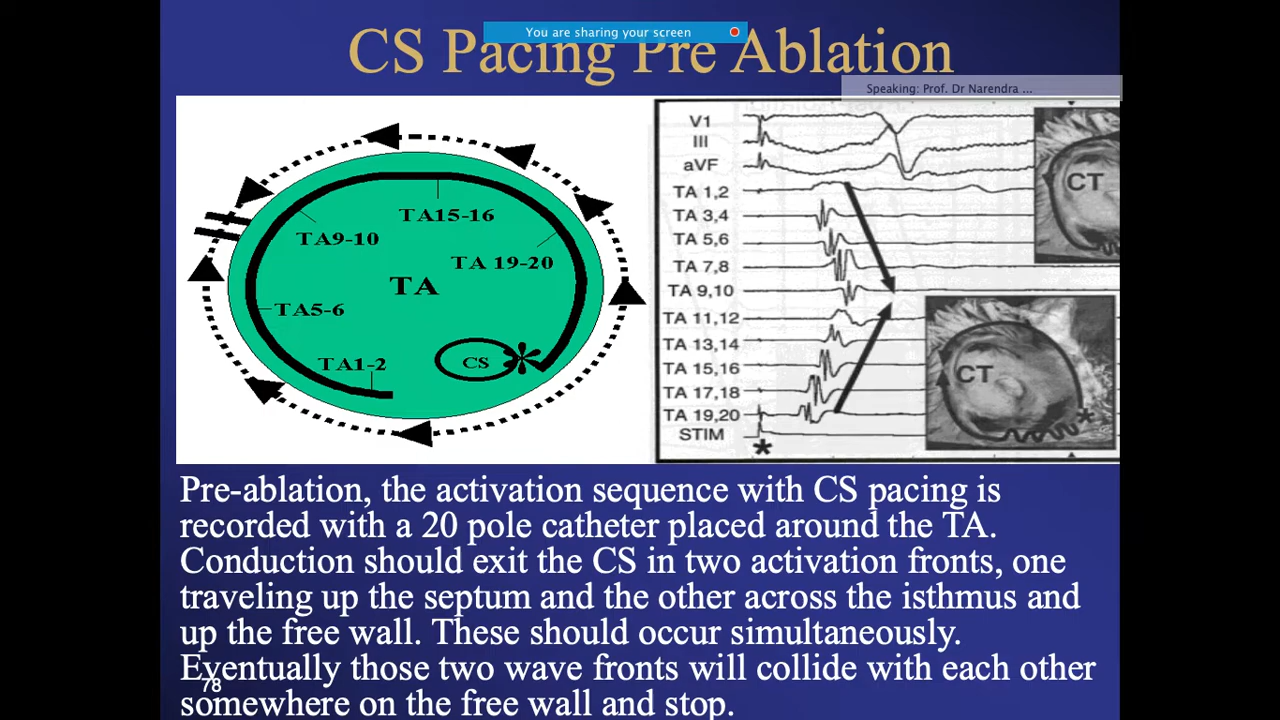 You are sharing your screen
CS Pacing Pre Ablation
Speaking: Prof. Dr Narendra ...
TA15-16
TA9-10
TA 19-20
TA
TA5-6
TA1-2
CS
V1
III
aVF
TA 1,2
TA 3,4
TA 5,6
TA 7,8
TA 9,10
TA 11,12
TA 13,14
TA 15,16
TA 17,18
TA 19,20
STIM
*
CT
CT
*
Pre-ablation, the activation sequence with CS pacing is
recorded with a 20 pole catheter placed around the TA.
Conduction should exit the CS in two activation fronts, one
traveling up the septum and the other across the isthmus and
up the free wall. These should occur simultaneously.
Eventually those two wave fronts will collide with each other
somewhere on the free wall and stop.
78